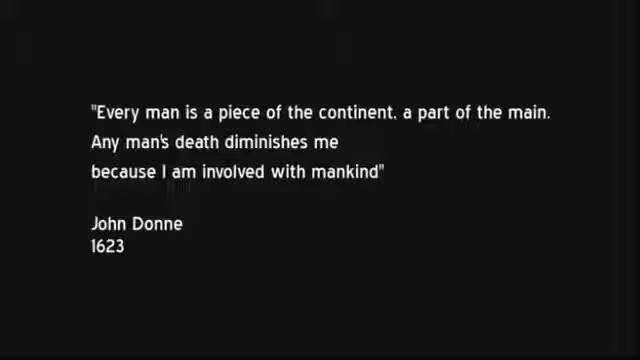 "Every man is a piece of the continent, a part of the main.
Any man's death diminishes me
because I am involved with mankind"
John Donne
1623